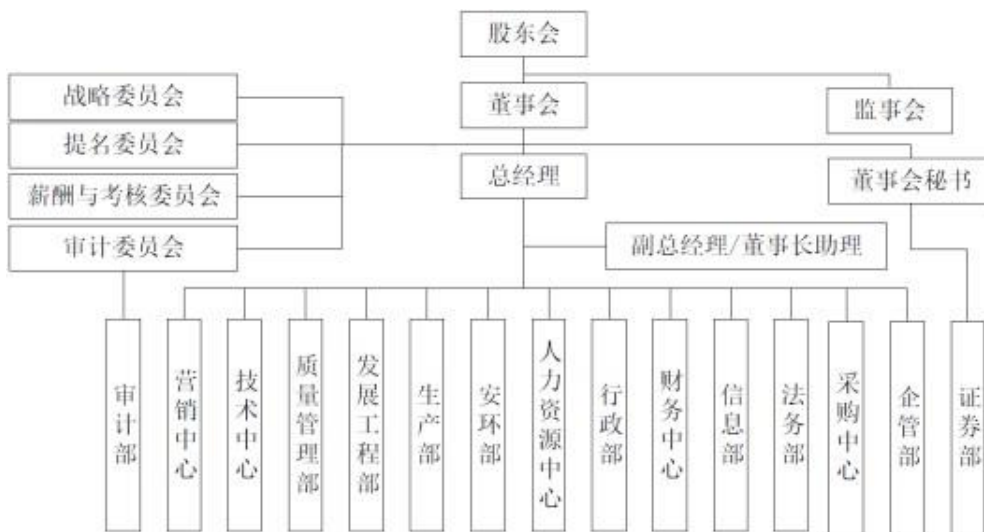 股东会
战略委员会
董事会
监事会
提名委员会
总经理
董事会秘书
薪酬与考核委员会
审计委员会
副总经理/董事长助理
审计部
营销中心
技术中心
质量管理部
发展工程部
生产部
安环部
人力资源中心
行政部
财务中心
信息部
法务部
采购中心
企管部
证券部